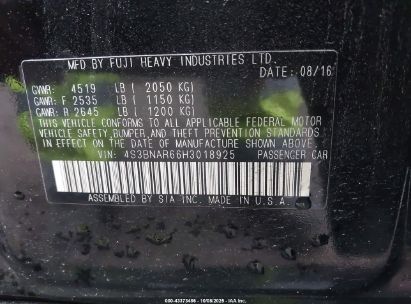 MFD BY FUJI HEAVY INDUSTRIES LTD.
DATE: 08/16
GVWR: 4519 LB ( 2050 KG)
GAWR: F 2535 LB ( 1150 KG)
GAWR: R 2645 LB ( 1200 KG)
THIS VEHICLE CONFORMS TO ALL APPLICABLE FEDERAL MOTOR
VEHICLE SAFETY, BUMPER, AND THEFT PREVENTION STANDARDS
IN EFFECT ON THE DATE OF MANUFACTURE SHOWN ABOVE.
VIN: 4S3BNAR66H3018925 PASSENGER CAR
ASSEMBLED BY SIA INC. MADE IN U.S.A.